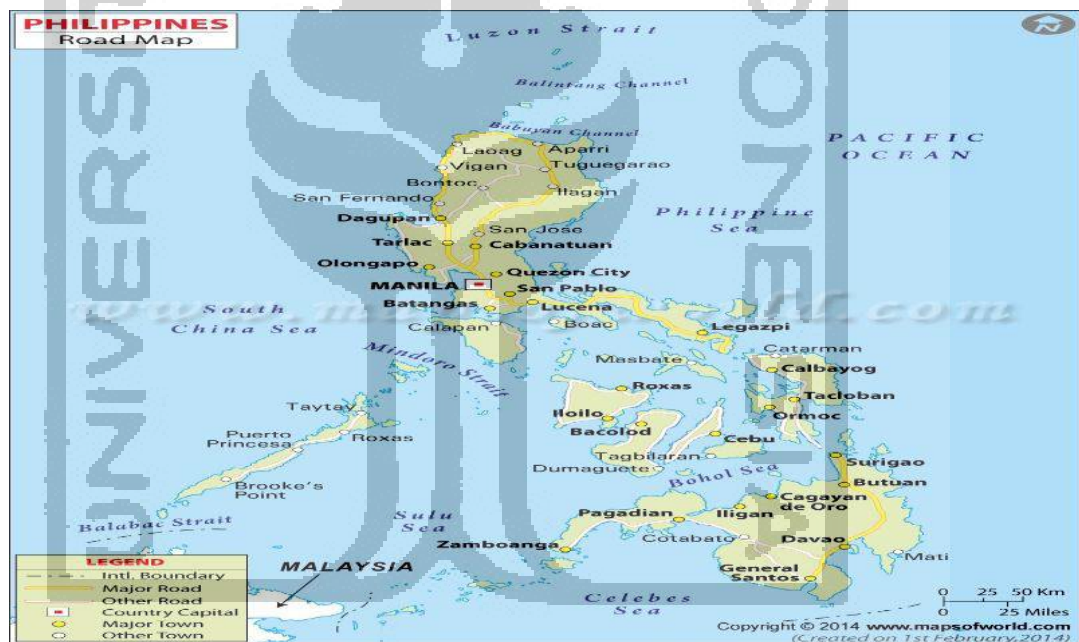 PHILIPPINES
Road Map
Luzon Strait
Balintang Channel
Babuyan Channel
PACIFIC
OCEAN
Laoag
Aparri
Vigan
Tuguegarao
Bontoc
Ilagan
San Fernando
Philippine
Sea
Dagupan
San Jose
Tarlac
Cabanatuan
Olongapo
Quezon City
MANILA
San Pablo
Batangas
Lucena
South
China Sea
Calapan
Boac
Legazpi
Mindoro Strait
Masbate
Catarman
Calbayog
Roxas
Tacloban
Taytay
Iloilo
Ormoc
Bacolod
Puerto
Princesa
Roxas
Cebu
Tagbilaran
Dumaguete
Bohol Sea
Surigao
Brooke's
Point
Butuan
Cagayan
de Oro
Balabac Strait
Sulu
Sea
Pagadian
Iligan
Cotabato
Davao
Zamboanga
Mati
General
Santos
MALAYSIA
Celebes
Sea
LEGEND
Intl. Boundary
Major Road
Other Road
Country Capital
Major Town
Other Town
0 25 50 Km
0 25 Miles
Copyright © 2014 www.mapsofworld.com
(Created on 1st February,2014)